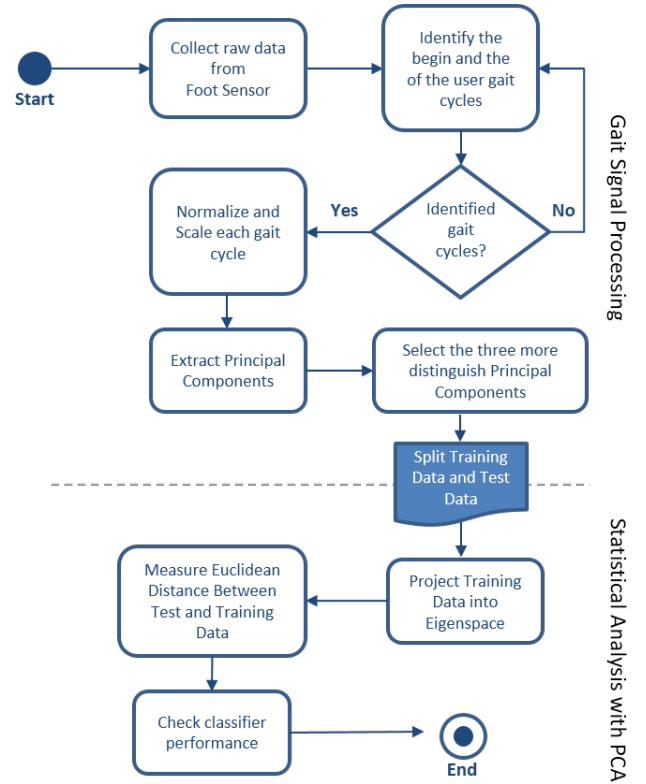 Start
Collect raw data
from
Foot Sensor
Identify the
begin and the
of the user gait
cycles
Identified
gait
cycles?
Yes
No
Normalize and
Scale each gait
cycle
Extract Principal
Components
Select the three more
distinguish Principal
Components
Split Training
Data and Test
Data
Gait Signal Processing
Project Training
Data into
Eigenspace
Measure Euclidean
Distance Between
Test and Training
Data
Check classifier
performance
End
Statistical Analysis with PCA